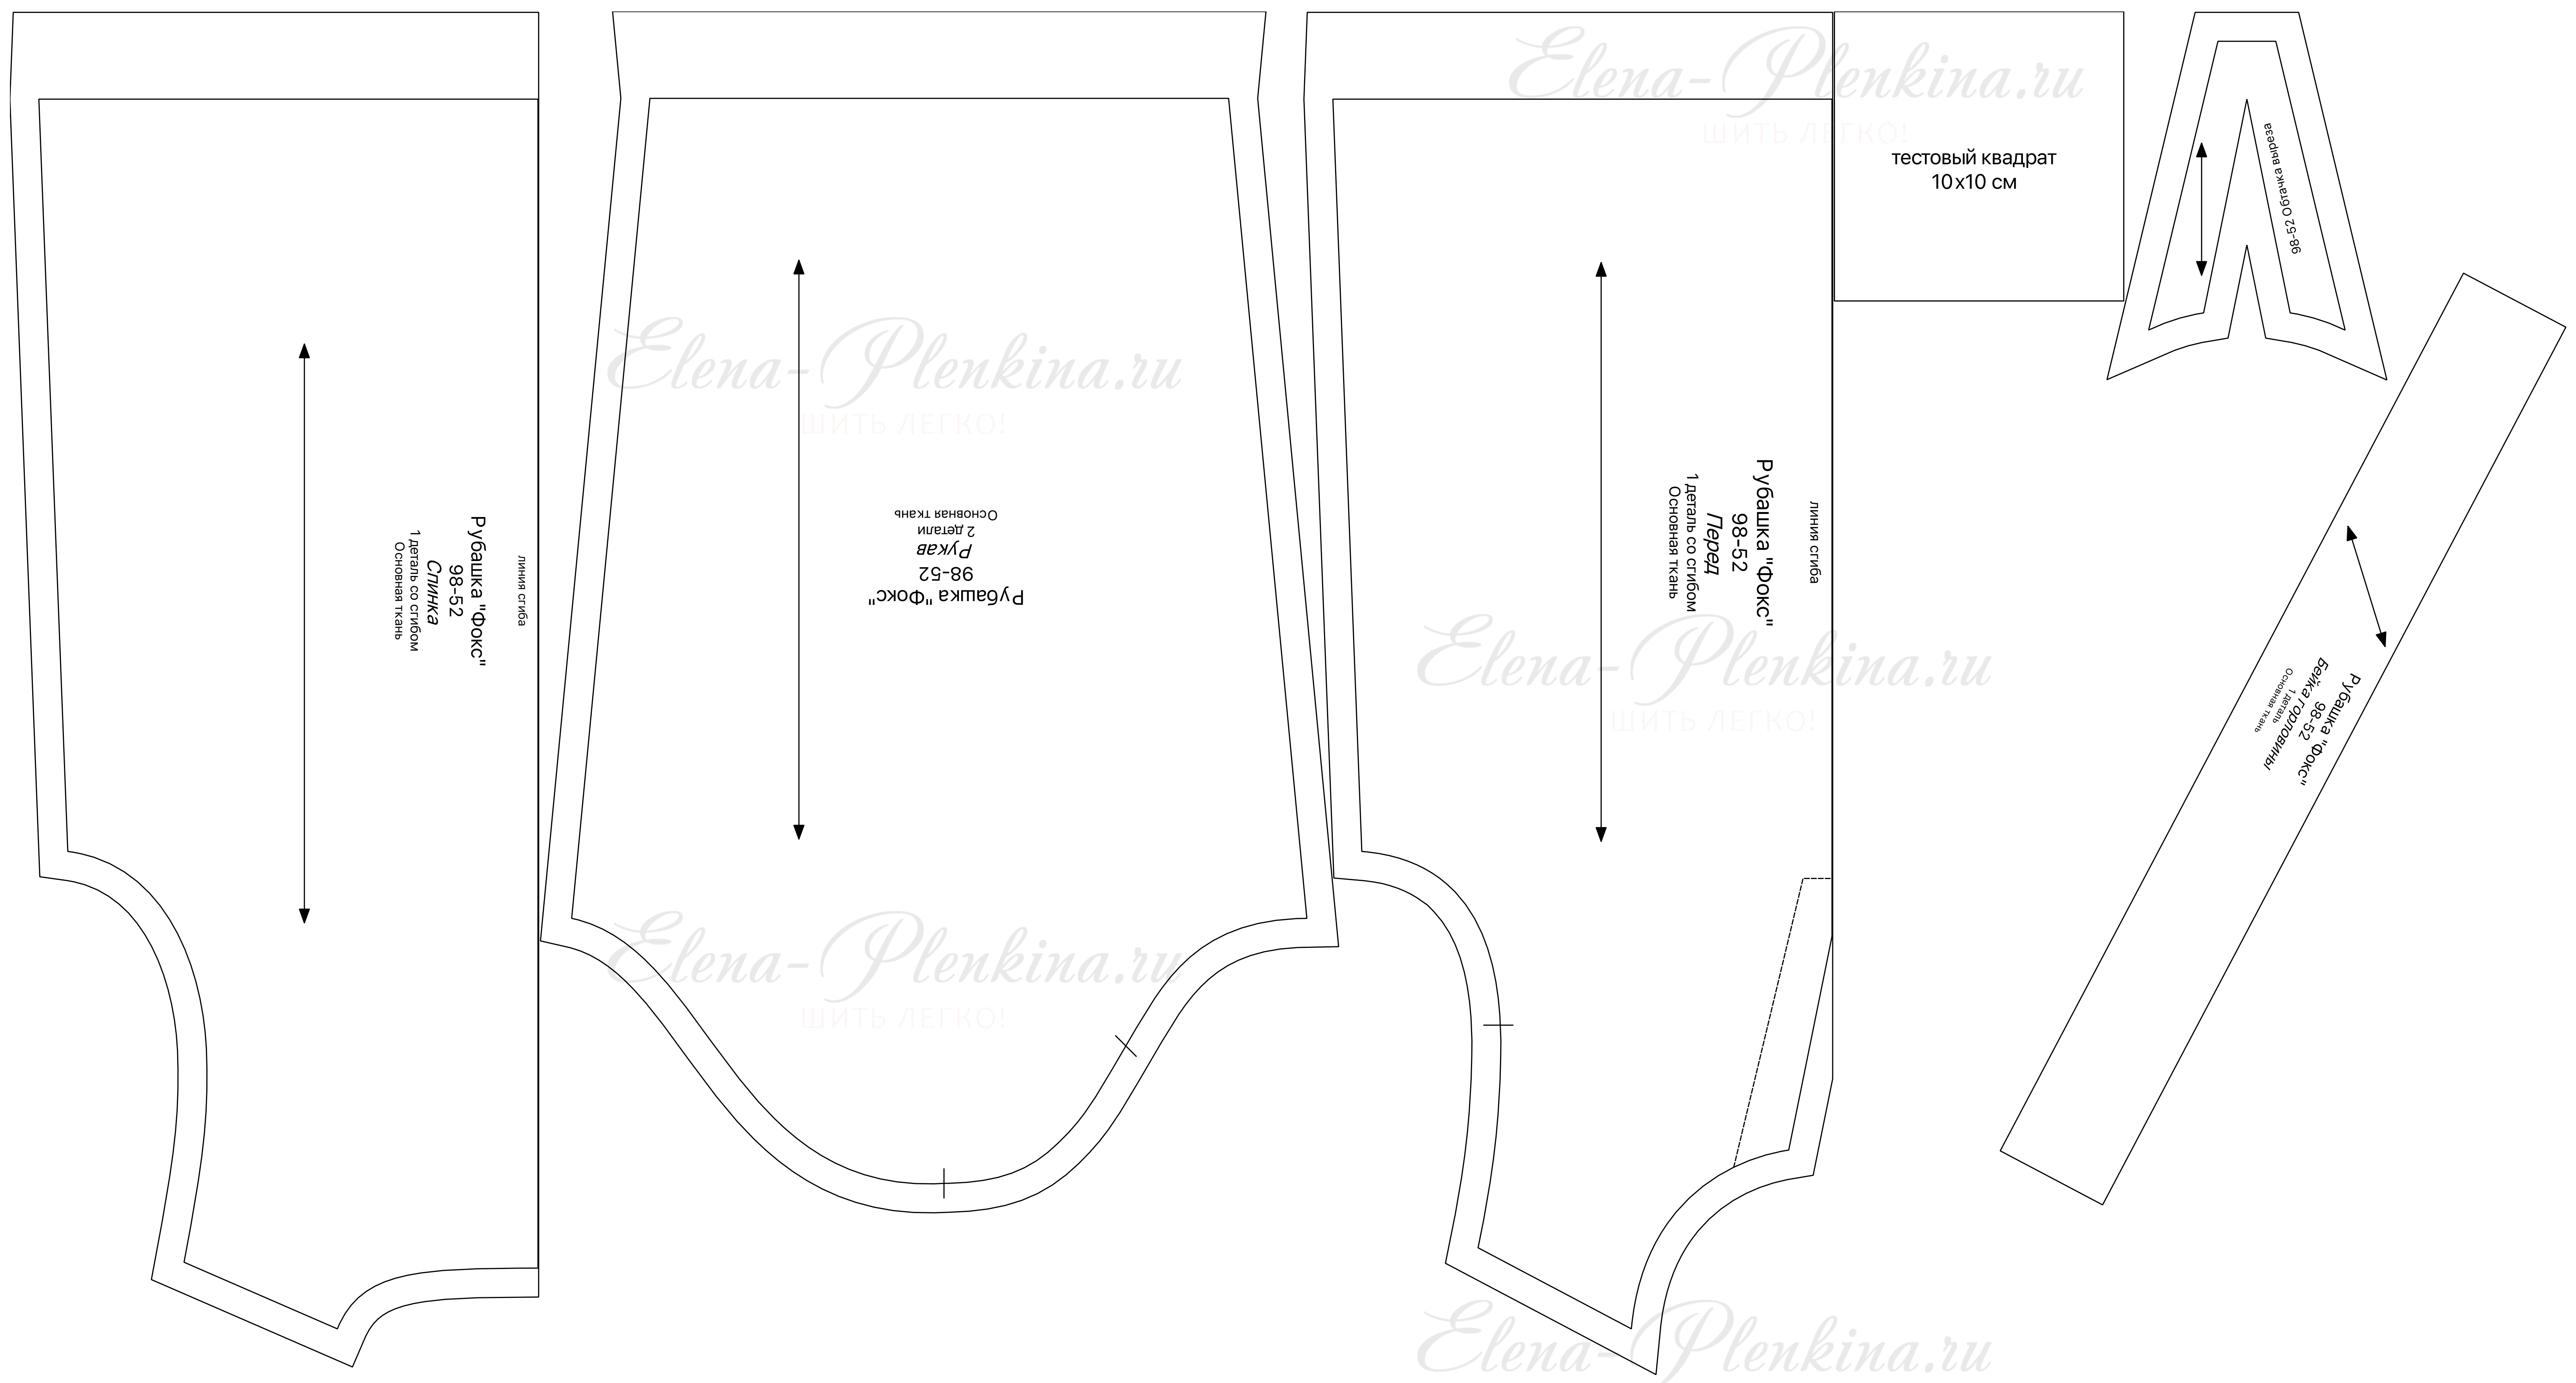 Рубашка "Фокс"
98-52
Спинка
1 деталь со сгибом
Основная ткань
линия сгиба
Рубашка "Фокс"
98-52
Рукав
2 детали
Основная ткань
Рубашка "Фокс"
98-52
Перед
1 деталь со сгибом
Основная ткань
линия сгиба
тестовый квадрат
10х10 см
98-52 Обтачка выреза
Рубашка "Фокс"
98-52
Бейка горловины
1 деталь
Основная ткань
Elena-Plenkina.ru
ШИТЬ ЛЕГКО!
Elena-Plenkina.ru
ШИТЬ ЛЕГКО!
Elena-Plenkina.ru
ШИТЬ ЛЕГКО!
Elena-Plenkina.ru
ШИТЬ ЛЕГКО!
Elena-Plenkina.ru